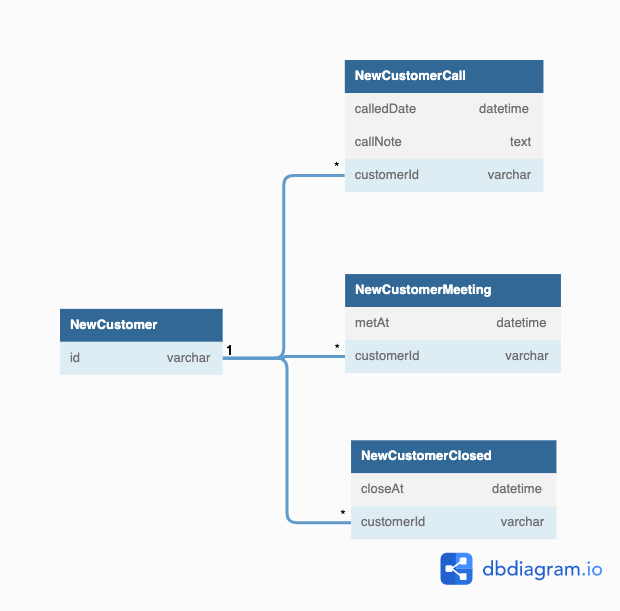 NewCustomerCall
calledDate datetime
callNote text
* customerId varchar
NewCustomerMeeting
metAt datetime
* customerId varchar
NewCustomer
id varchar 1
NewCustomerClosed
closeAt datetime
* customerId varchar
dbdiagram.io